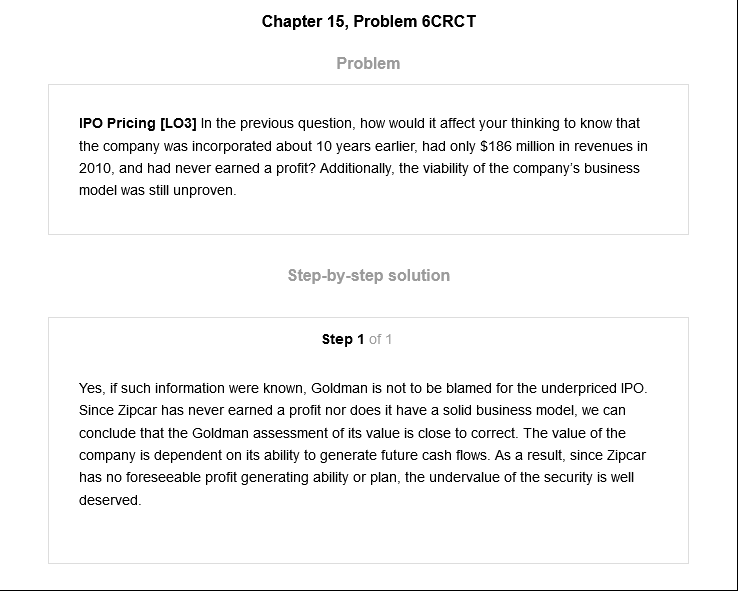 Chapter 15, Problem 6CRCT
Problem
IPO Pricing [LO3] In the previous question, how would it affect your thinking to know that
the company was incorporated about 10 years earlier, had only $186 million in revenues in
2010, and had never earned a profit? Additionally, the viability of the company's business
model was still unproven.
Step-by-step solution
Step 1 of 1
Yes, if such information were known, Goldman is not to be blamed for the underpriced IPO.
Since Zipcar has never earned a profit nor does it have a solid business model, we can
conclude that the Goldman assessment of its value is close to correct. The value of the
company is dependent on its ability to generate future cash flows. As a result, since Zipcar
has no foreseeable profit generating ability or plan, the undervalue of the security is well
deserved.